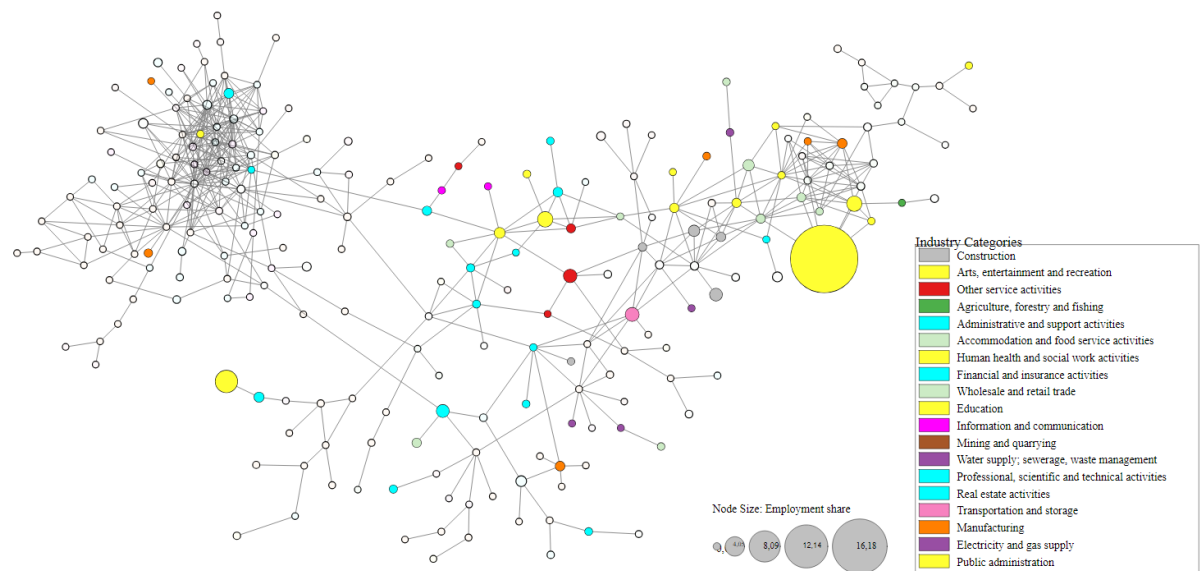 Industry Categories
Construction
Arts, entertainment and recreation
Other service activities
Agriculture, forestry and fishing
Administrative and support activities
Accommodation and food service activities
Human health and social work activities
Financial and insurance activities
Wholesale and retail trade
Education
Information and communication
Mining and quarrying
Water supply; sewerage, waste management
Professional, scientific and technical activities
Real estate activities
Transportation and storage
Manufacturing
Electricity and gas supply
Public administration
Node Size: Employment share
8,09 12,14 16,18